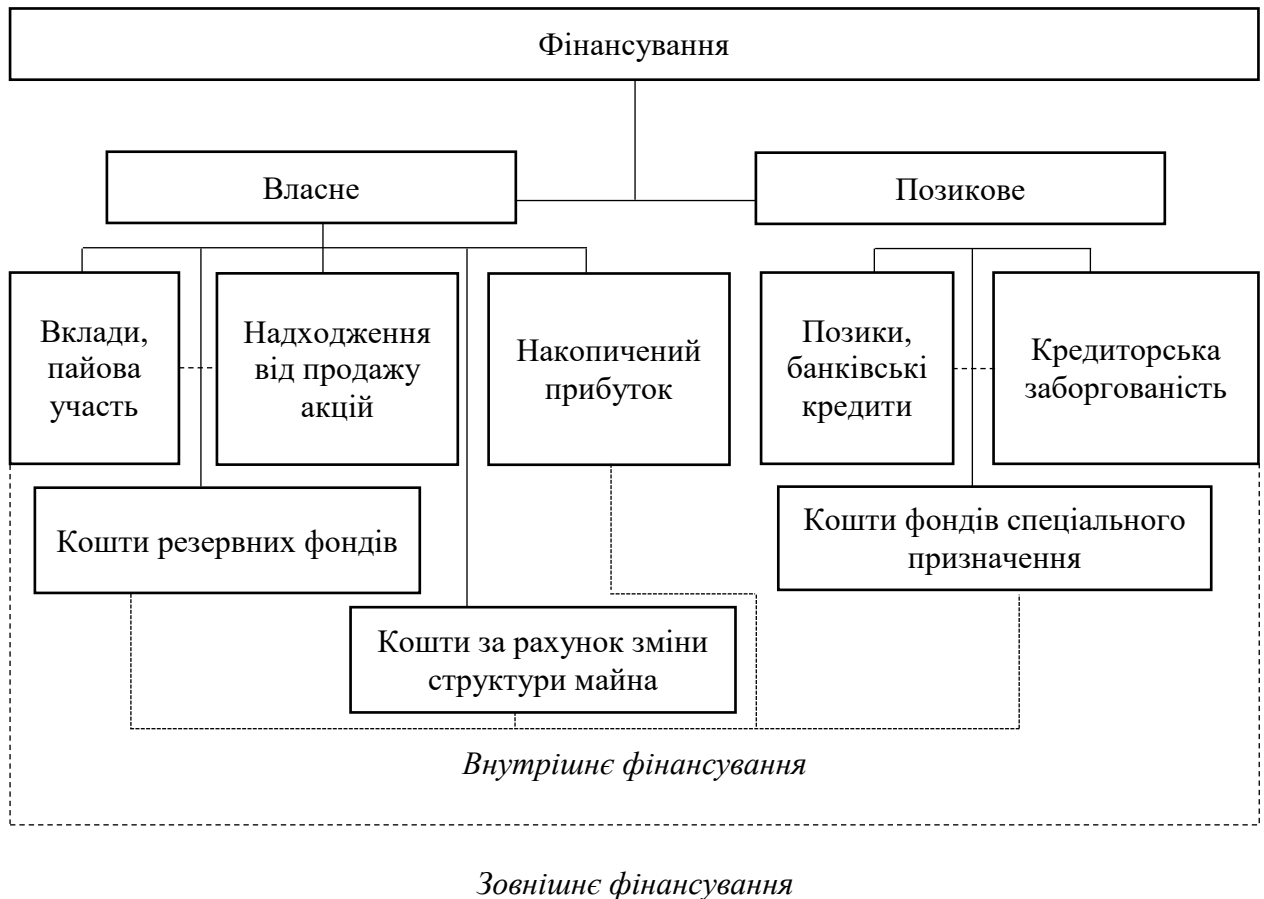 Фінансування
Власне
Позикове
Вклади,
пайова
участь
Надходження
від продажу
акцій
Накопичений
прибуток
Позики,
банківські
кредити
Кредиторська
заборгованість
Кошти резервних фондів
Кошти фондів спеціального
призначення
Кошти за рахунок зміни
структури майна
Внутрішнє фінансування
Зовнішнє фінансування